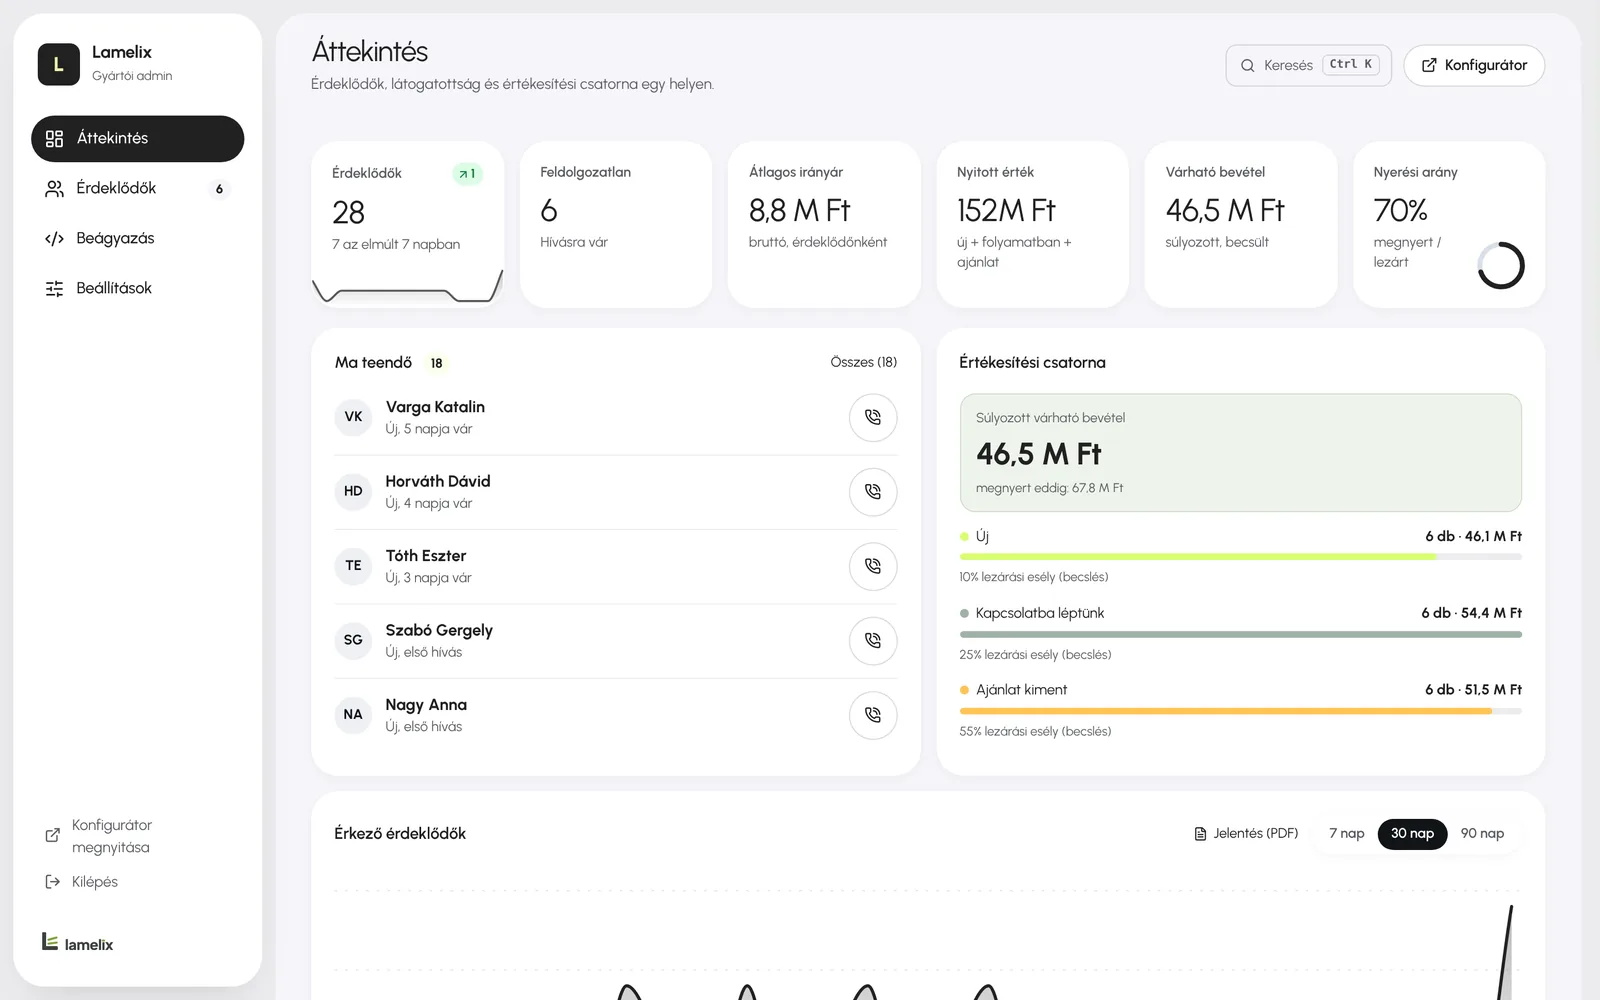 L
Lamelix
Gyártói admin
Áttekintés
Érdeklődők
6
Beágyazás
Beállítások
Konfigurátor
megnyitása
Kilépés
lamelix
Áttekintés
Érdeklődők, látogatottság és értékesítési csatorna egy helyen.
Keresés
Ctrl K
Konfigurátor
Érdeklődők
1
28
7 az elmúlt 7 napban
Feldolgozatlan
6
Hívásra vár
Átlagos irányár
8,8 M Ft
bruttó, érdeklődőnként
Nyitott érték
152M Ft
új + folyamatban +
ajánlat
Várható bevétel
46,5 M Ft
súlyozott, becsült
Nyerési arány
70%
megnyert /
lezárt
Ma teendő
18
Összes (18)
VK
Varga Katalin
Új, 5 napja vár
HD
Horváth Dávid
Új, 4 napja vár
TE
Tóth Eszter
Új, 3 napja vár
SG
Szabó Gergely
Új, első hívás
NA
Nagy Anna
Új, első hívás
Értékesítési csatorna
Súlyozott várható bevétel
46,5 M Ft
megnyert eddig: 67,8 M Ft
Új
6 db · 46,1 M Ft
10% lezárási esély (becslés)
Kapcsolatba léptünk
6 db · 54,4 M Ft
25% lezárási esély (becslés)
Ajánlat kiment
6 db · 51,5 M Ft
55% lezárási esély (becslés)
Érkező érdeklődők
Jelentés (PDF)
7 nap
30 nap
90 nap